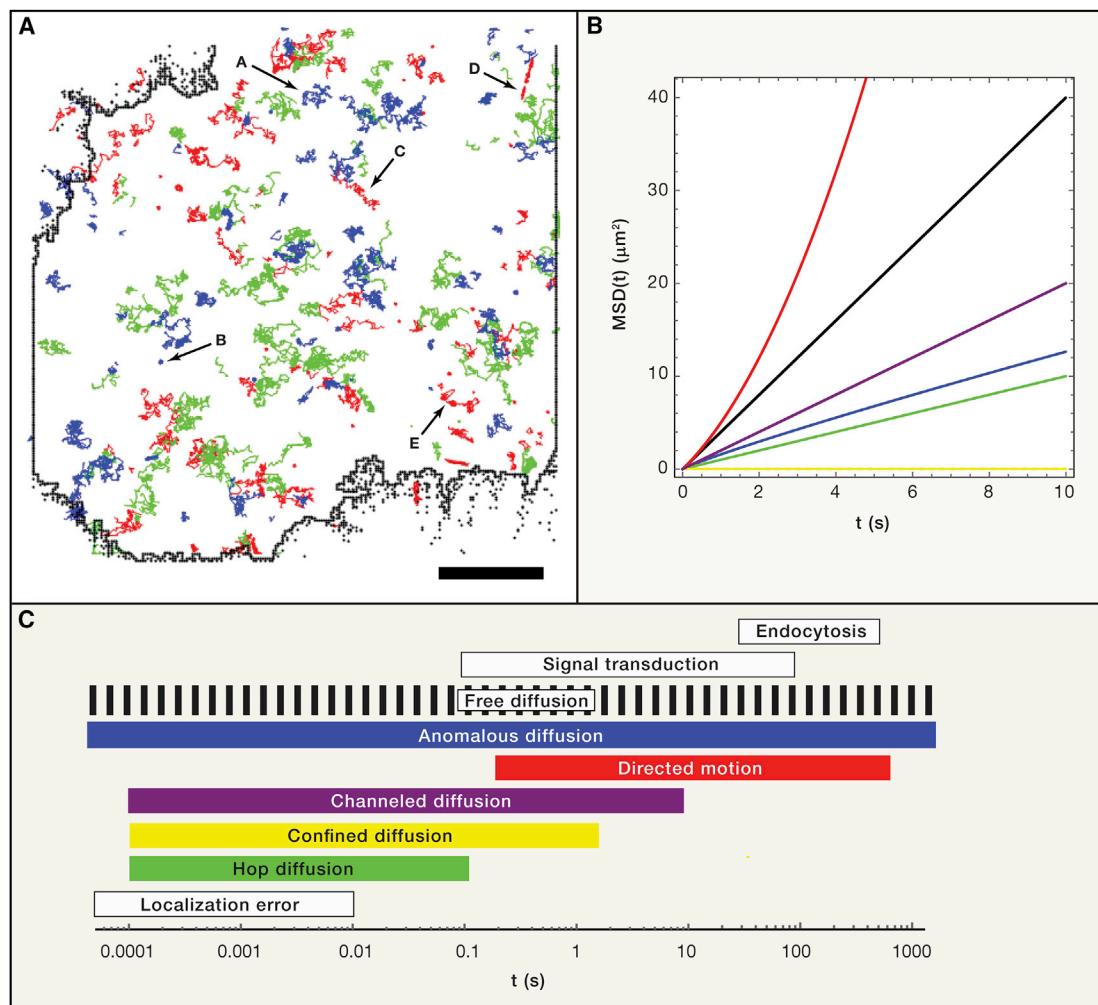 A
A
D
C
B
E
B
MSD(t) (μm²)
40
30
20
10
0
0
2
4
6
8
10
t (s)
C
Endocytosis
Signal transduction
Free diffusion
Anomalous diffusion
Directed motion
Channeled diffusion
Confined diffusion
Hop diffusion
Localization error
0.0001 0.001 0.01 0.1 1 10 100 1000
t (s)